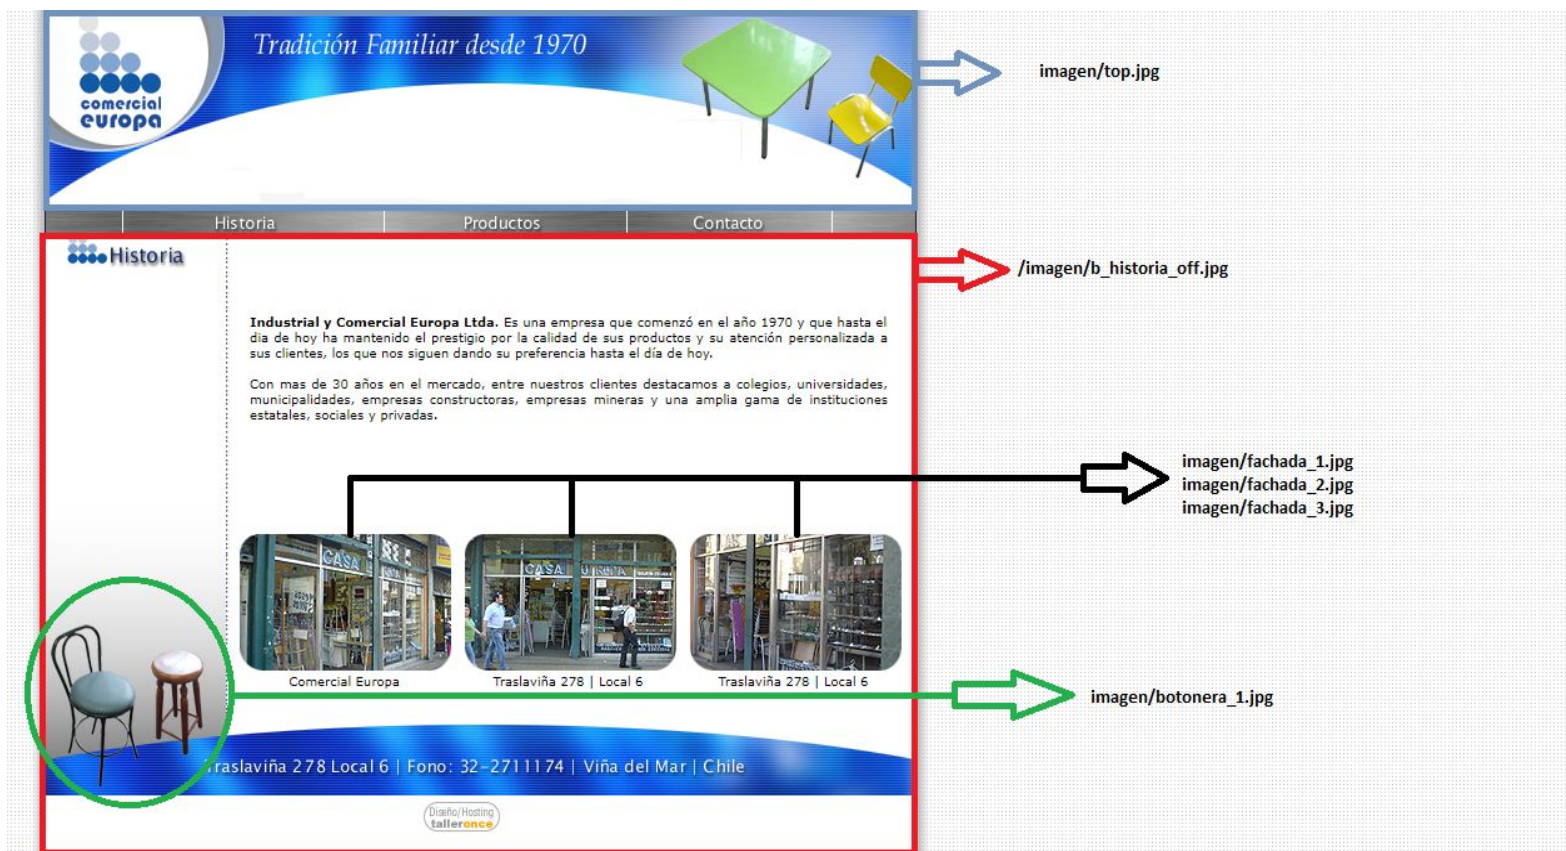 Tradición Familiar desde 1970
comercial
europa
imagen/top.jpg
Historia Productos Contacto
Historia
/imagen/b_historia_off.jpg
Industrial y Comercial Europa Ltda. Es una empresa que comenzó en el año 1970 y que hasta el
dia de hoy ha mantenido el prestigio por la calidad de sus productos y su atención personalizada a
sus clientes, los que nos siguen dando su preferencia hasta el día de hoy.
Con mas de 30 años en el mercado, entre nuestros clientes destacamos a colegios, universidades,
municipalidades, empresas constructoras, empresas mineras y una amplia gama de instituciones
estatales, sociales y privadas.
imagen/fachada_1.jpg
imagen/fachada_2.jpg
imagen/fachada_3.jpg
CASA
CASA
Comercial Europa
Traslaviña 278 | Local 6
Traslaviña 278 | Local 6
imagen/botonera_1.jpg
Traslaviña 278 Local 6 | Fono: 32-2711174 | Viña del Mar | Chile
Diseño/Hosting
talleronce